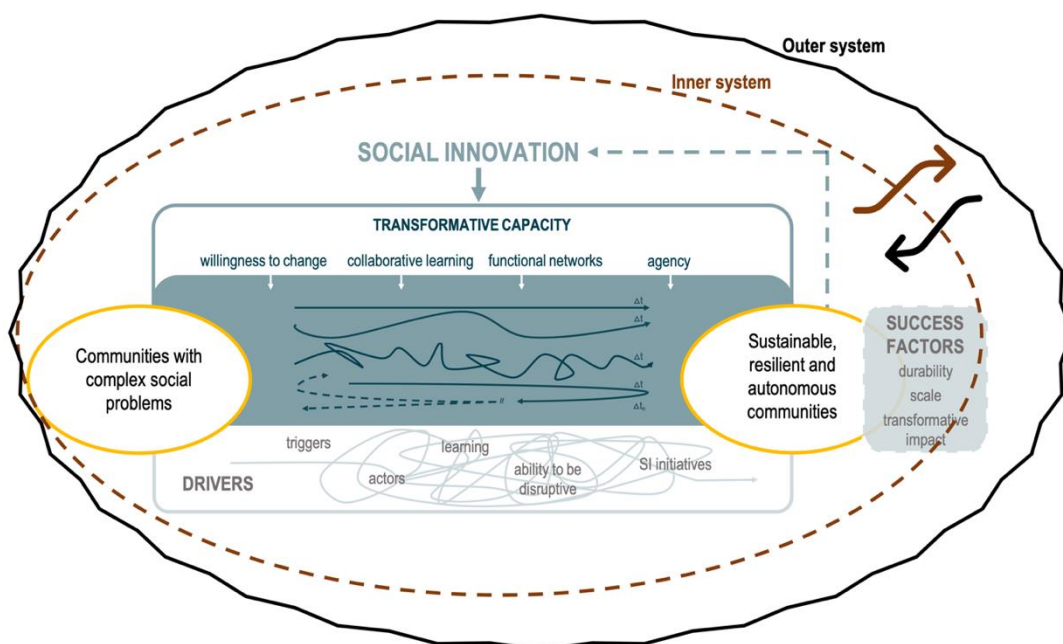 Outer system
Inner system
SOCIAL INNOVATION
TRANSFORMATIVE CAPACITY
willingness to change
collaborative learning
functional networks
agency
Δt
Δt
Δt
Δt
Δtₙ
//
Communities with
complex social
problems
Sustainable,
resilient and
autonomous
communities
SUCCESS
FACTORS
durability
scale
transformative
impact
DRIVERS
triggers
actors
learning
ability to be
disruptive
SI initiatives